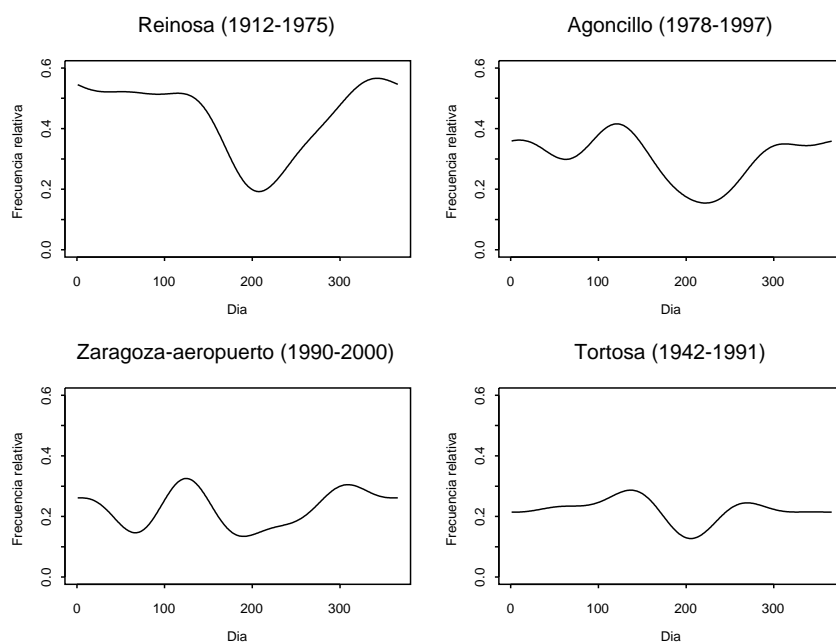 Reinosa (1912-1975)
Frecuencia relativa
0.0 0.2 0.4 0.6
0 100 200 300
Dia
Agoncillo (1978-1997)
Frecuencia relativa
0.0 0.2 0.4 0.6
0 100 200 300
Dia
Zaragoza-aeropuerto (1990-2000)
Frecuencia relativa
0.0 0.2 0.4 0.6
0 100 200 300
Dia
Tortosa (1942-1991)
Frecuencia relativa
0.0 0.2 0.4 0.6
0 100 200 300
Dia